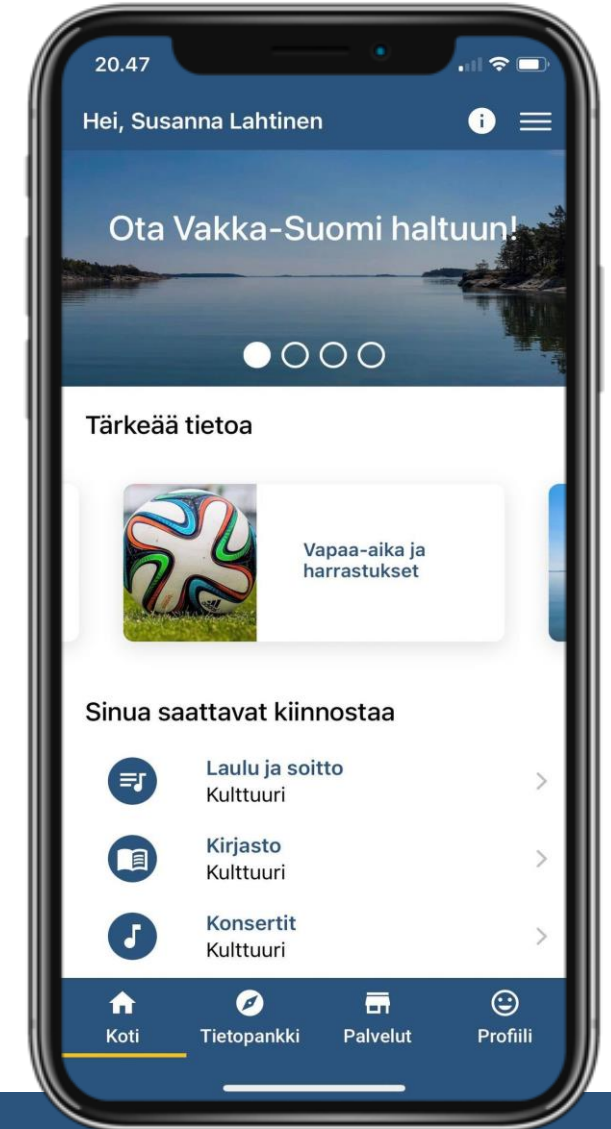 20.47
Hei, Susanna Lahtinen
Ota Vakka-Suomi haltuun!
Tärkeää tietoa
Vapaa-aika ja
harrastukset
Sinua saattavat kiinnostaa
Laulu ja soitto
Kulttuuri
Kirjasto
Kulttuuri
Konsertit
Kulttuuri
Koti
Tietopankki
Palvelut
Profiili